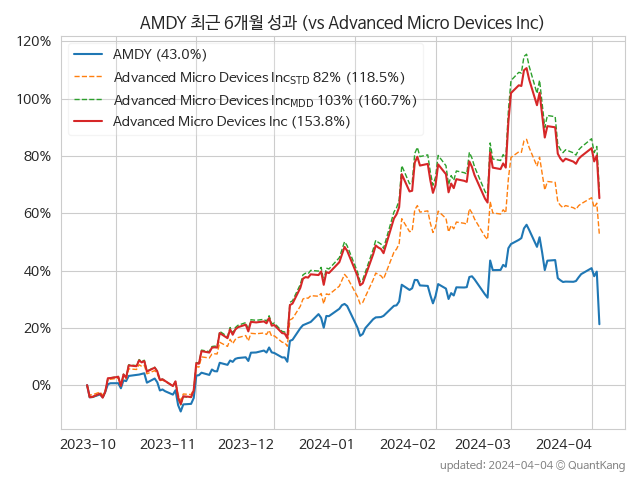 AMDY 최근 6개월 성과 (vs Advanced Micro Devices Inc)
120%
100%
80%
60%
40%
20%
0%
AMDY (43.0%)
Advanced Micro Devices IncSTD 82% (118.5%)
Advanced Micro Devices IncMDD 103% (160.7%)
Advanced Micro Devices Inc (153.8%)
2023-10 2023-11 2023-12 2024-01 2024-02 2024-03 2024-04
updated: 2024-04-04 © QuantKang